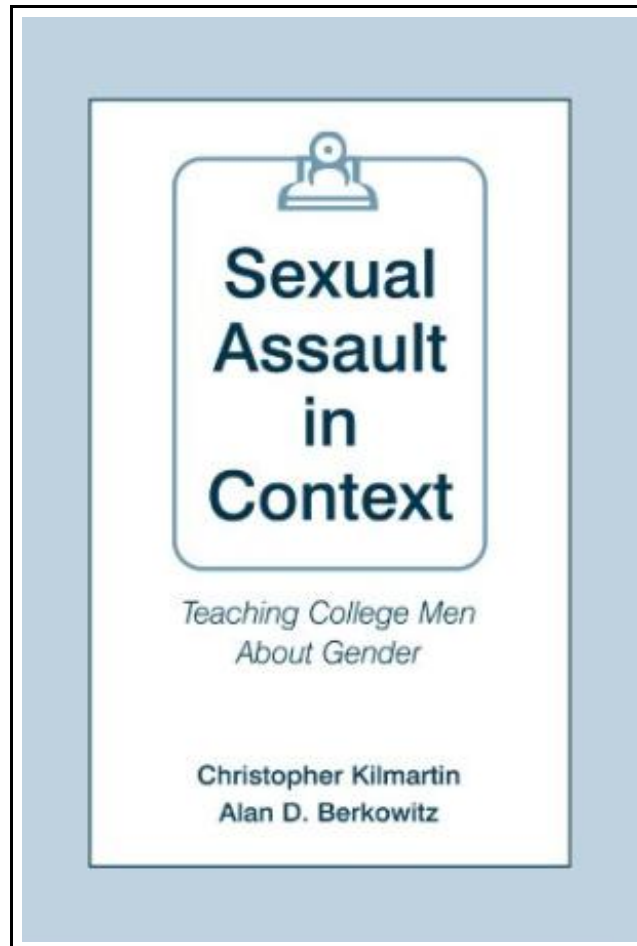 Sexual
Assault
in
Context
Teaching College Men
About Gender
Christopher Kilmartin
Alan D. Berkowitz